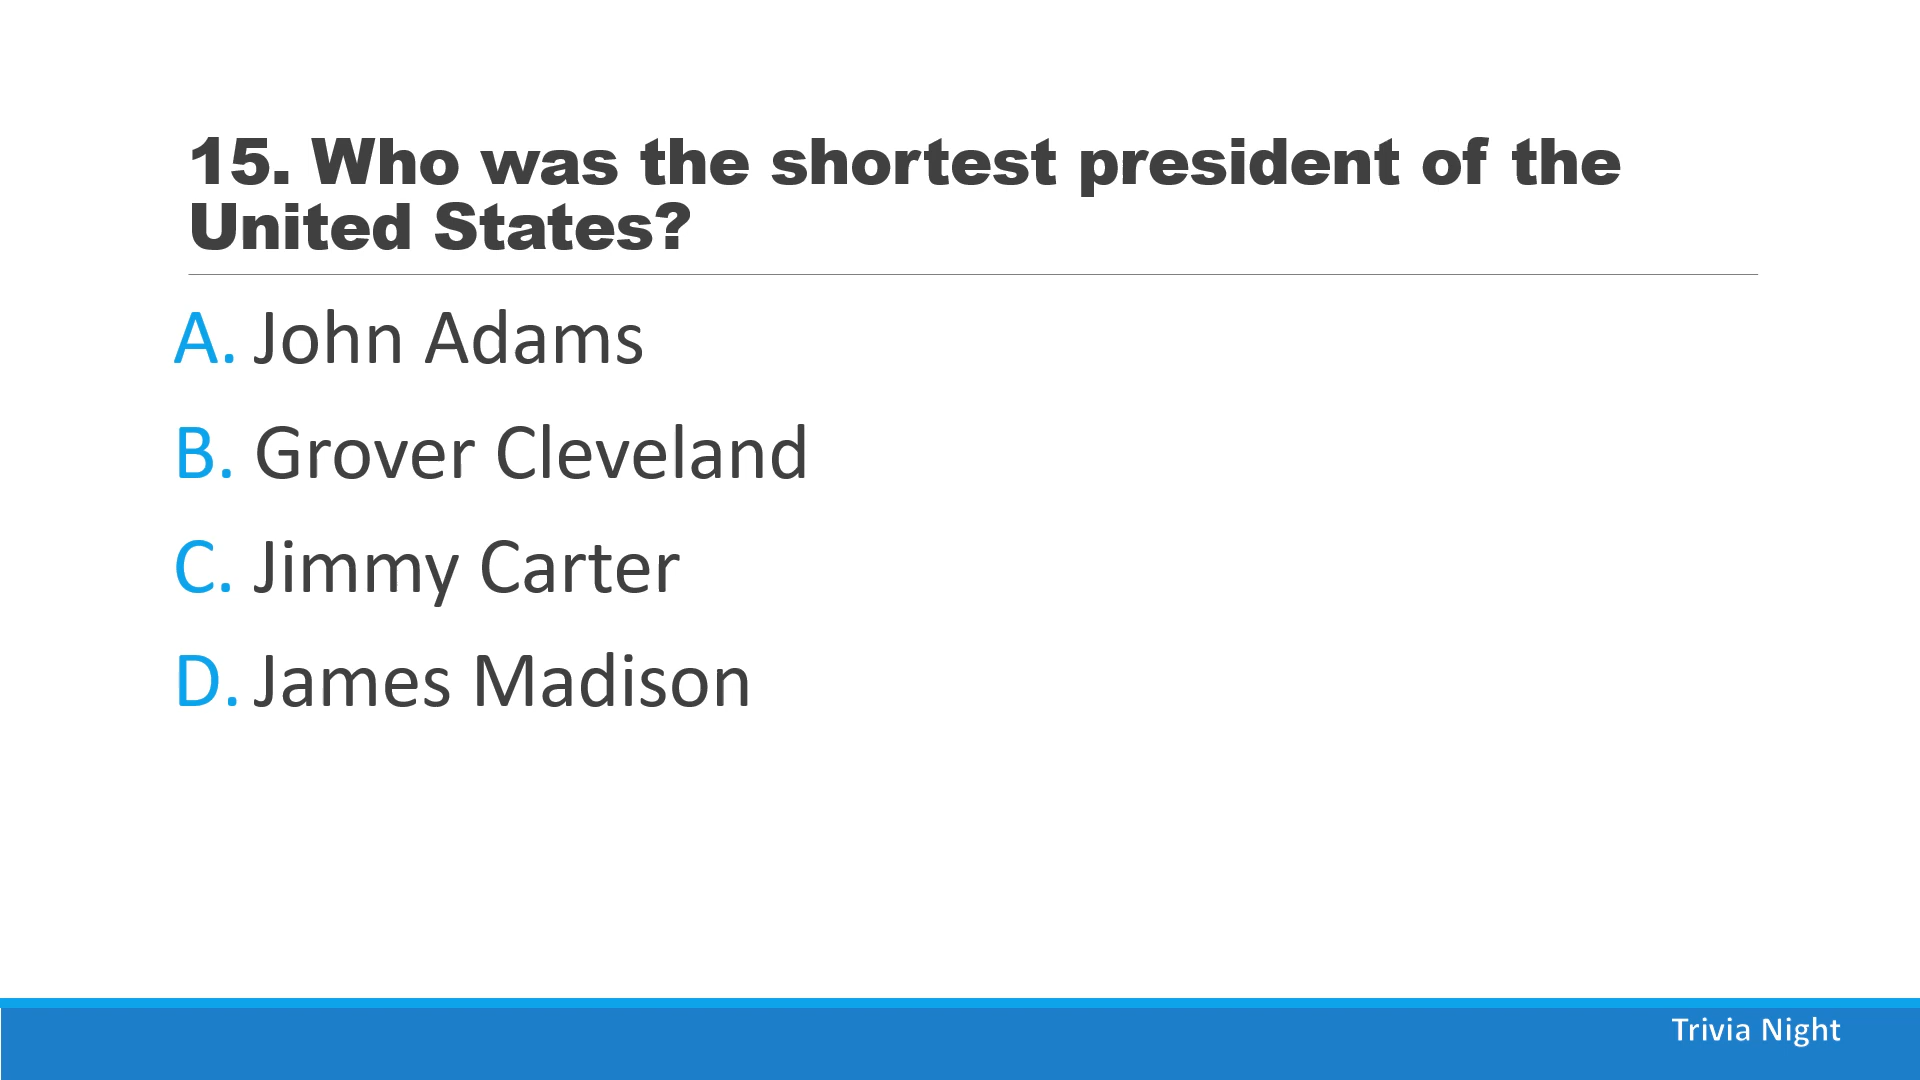 15. Who was the shortest president of the
United States?
A. John Adams
B. Grover Cleveland
C. Jimmy Carter
D. James Madison
Trivia Night